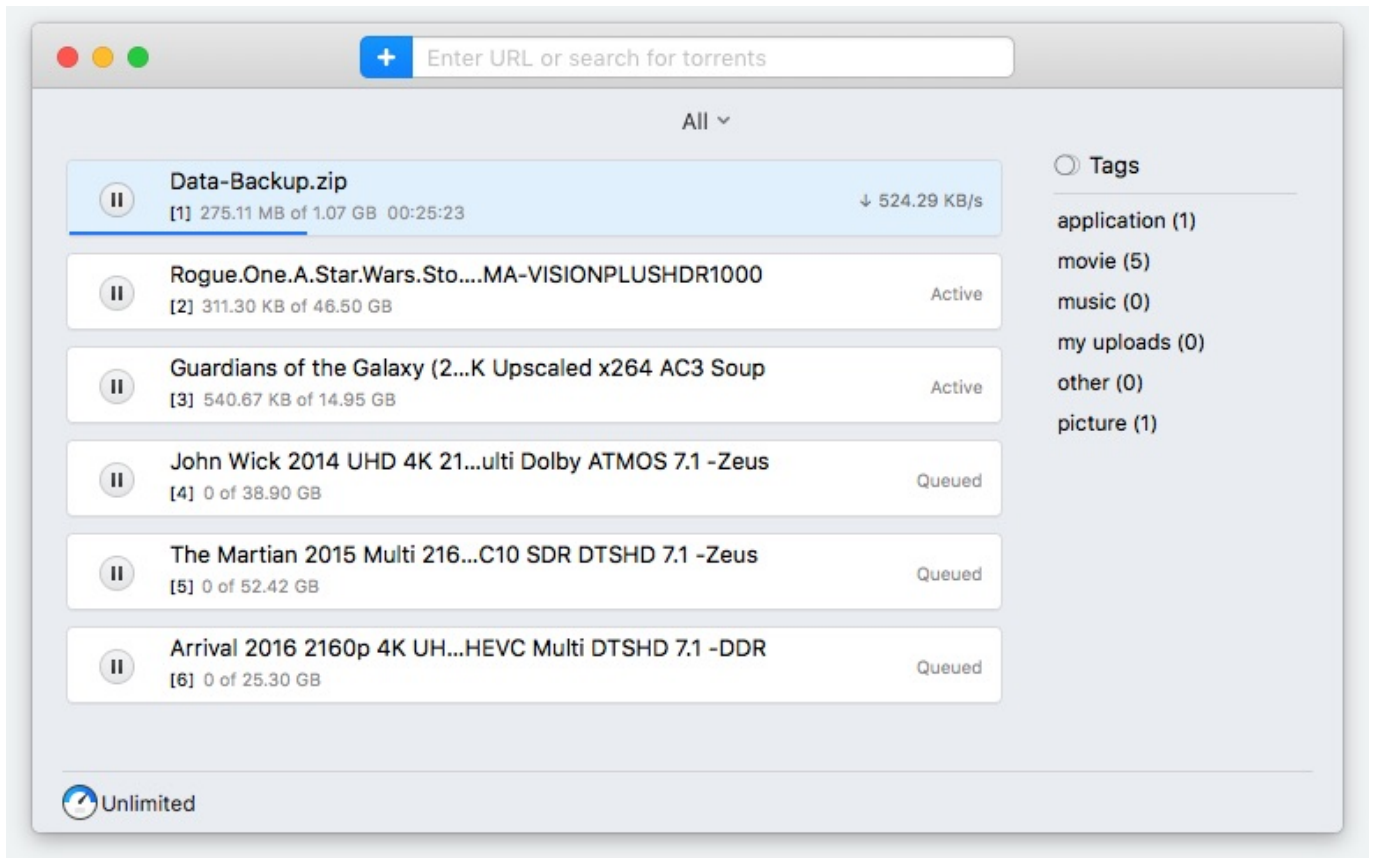 Enter URL or search for torrents
All
Data-Backup.zip
[1] 275.11 MB of 1.07 GB 00:25:23
↓ 524.29 KB/s
Rogue.One.A.Star.Wars.Sto....MA-VISIONPLUSHDR1000
[2] 311.30 KB of 46.50 GB
Active
Guardians of the Galaxy (2...K Upscaled x264 AC3 Soup
[3] 540.67 KB of 14.95 GB
Active
John Wick 2014 UHD 4K 21...ulti Dolby ATMOS 7.1 -Zeus
[4] 0 of 38.90 GB
Queued
The Martian 2015 Multi 216...C10 SDR DTSHD 7.1 -Zeus
[5] 0 of 52.42 GB
Queued
Arrival 2016 2160p 4K UH...HEVC Multi DTSHD 7.1 -DDR
[6] 0 of 25.30 GB
Queued
Tags
application (1)
movie (5)
music (0)
my uploads (0)
other (0)
picture (1)
Unlimited